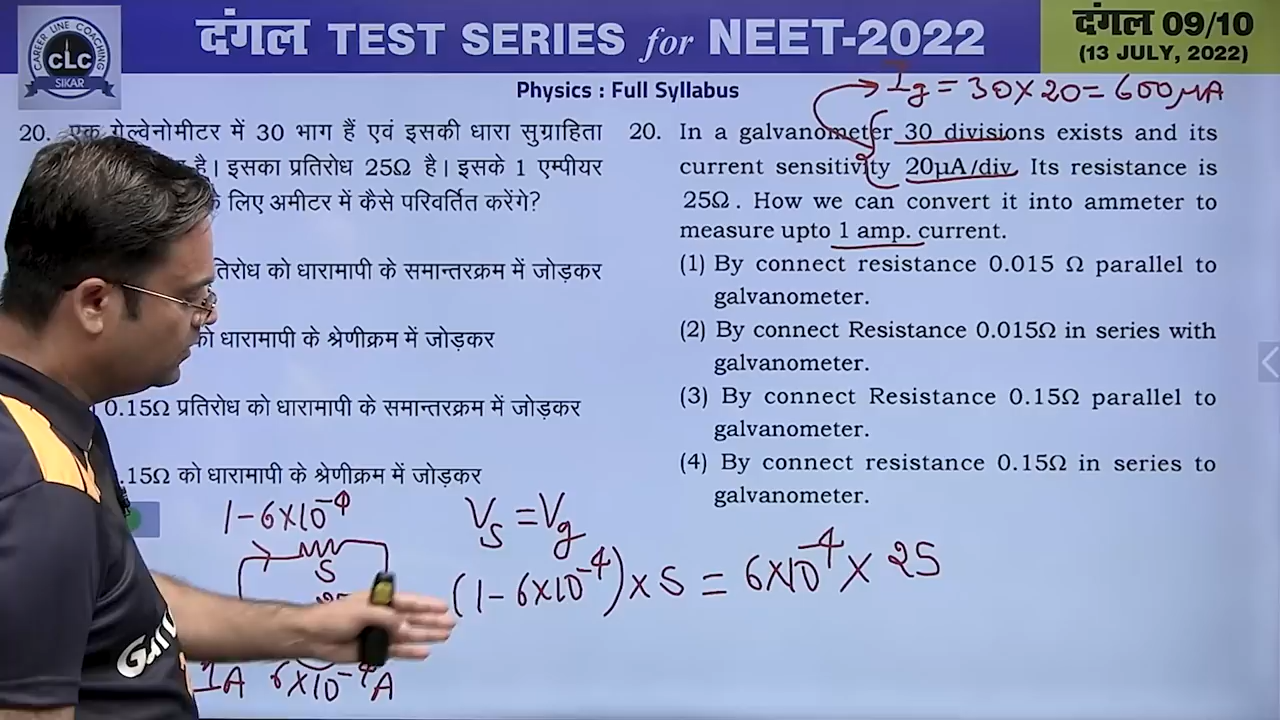 CAREER LINE COACHING
CLC
SIKAR
दंगल TEST SERIES for NEET-2022
दंगल 09/10
(13 JULY, 2022)
Physics : Full Syllabus
Ig = 30×20 = 600μA
20. एक गेल्वेनोमीटर में 30 भाग हैं एवं इसकी धारा सुग्राहिता
है। इसका प्रतिरोध 25Ω है। इसके 1 एम्पीयर
लिए अमीटर में कैसे परिवर्तित करेंगे?
को धारामापी के समान्तरक्रम में जोड़कर
को धारामापी के श्रेणीक्रम में जोड़कर
0.15Ω प्रतिरोध को धारामापी के समान्तरक्रम में जोड़कर
.15Ω को धारामापी के श्रेणीक्रम में जोड़कर
20. In a galvanometer 30 divisions exists and its
current sensitivity 20μA/div. Its resistance is
25Ω. How we can convert it into ammeter to
measure upto 1 amp. current.
(1) By connect resistance 0.015 Ω parallel to
galvanometer.
(2) By connect Resistance 0.015Ω in series with
galvanometer.
(3) By connect Resistance 0.15Ω parallel to
galvanometer.
(4) By connect resistance 0.15Ω in series to
galvanometer.
1-6×10⁻⁴
S
1A 6×10⁻⁴A
Vs = Vg
(1-6×10⁻⁴)×S = 6×10⁻⁴×25